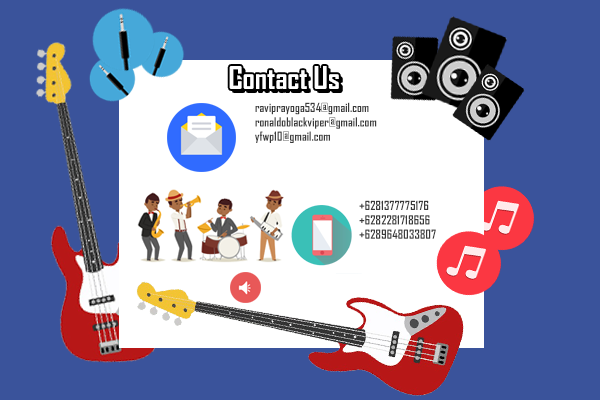 Contact Us
raviprayoga534@gmail.com
ronaldoblackviper@gmail.com
yfwp10@gmail.com
+6281377775176
+6282281718656
+6289648033807